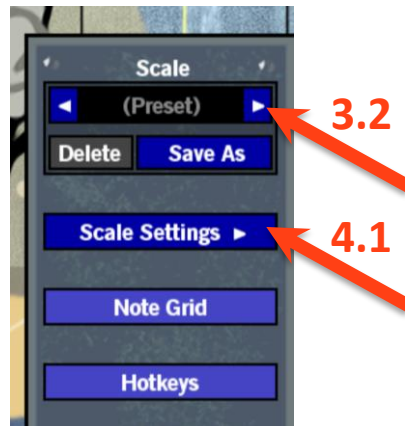 Scale
◄ (Preset) ► 3.2
Delete Save As
Scale Settings ► 4.1
Note Grid
Hotkeys